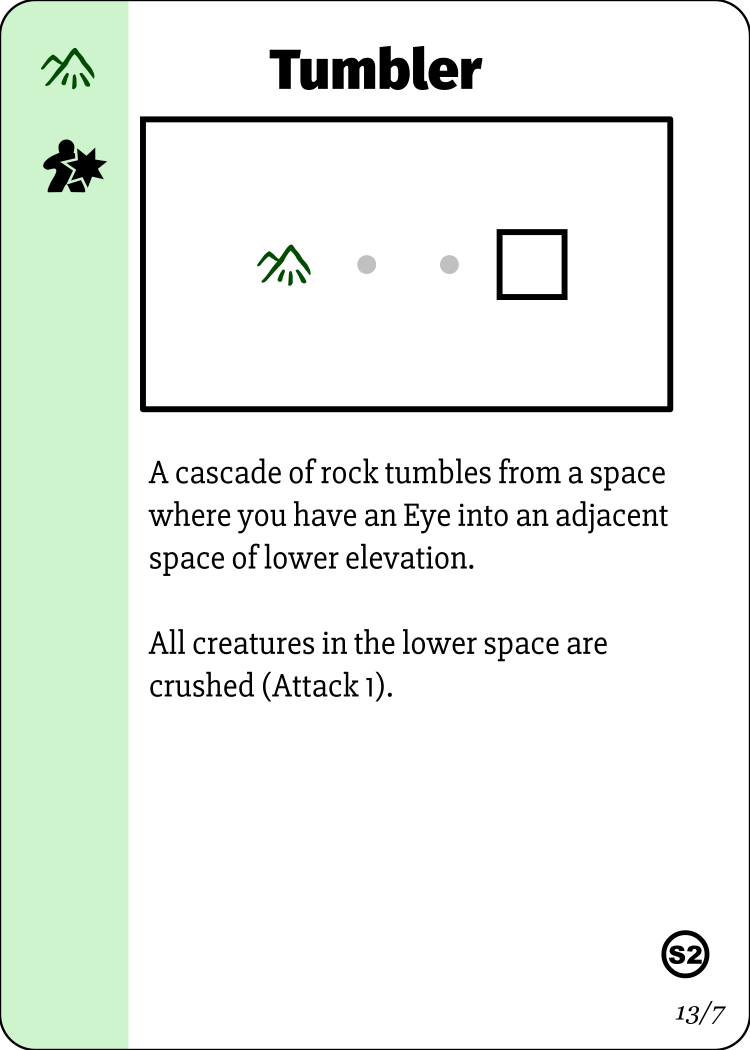 Tumbler
A cascade of rock tumbles from a space
where you have an Eye into an adjacent
space of lower elevation.
All creatures in the lower space are
crushed (Attack 1).
S2
13/7